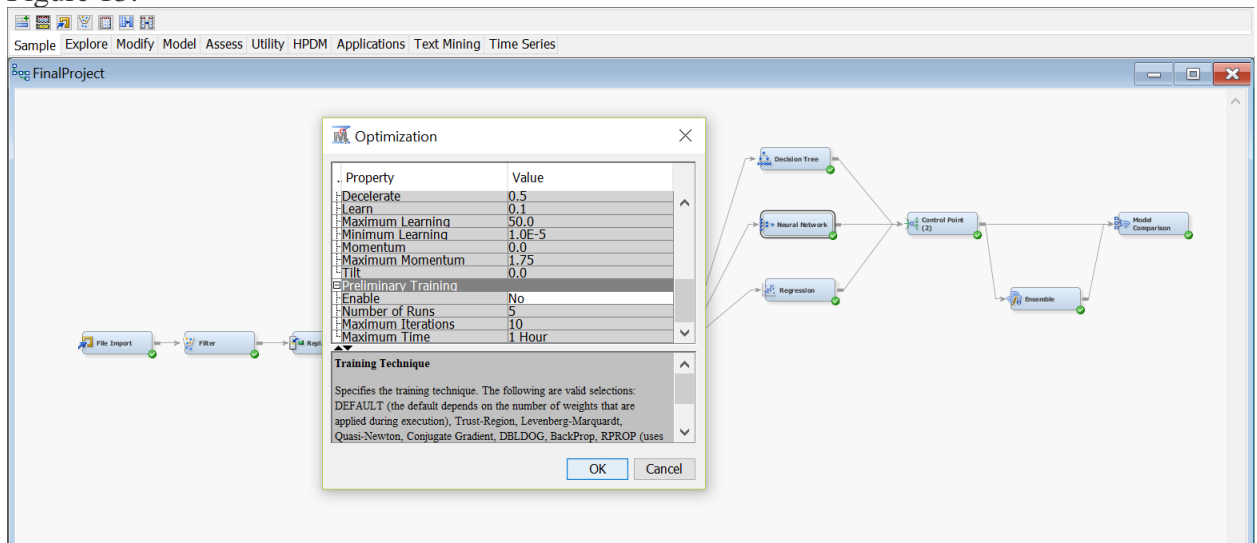 Sample Explore Modify Model Assess Utility HPDM Applications Text Mining Time Series
FinalProject
Optimization
. Property Value
Decelerate 0.5
Learn 0.1
Maximum Learning 50.0
Minimum Learning 1.0E-5
Momentum 0.0
Maximum Momentum 1.75
Tilt 0.0
Preliminary Training
Enable No
Number of Runs 5
Maximum Iterations 10
Maximum Time 1 Hour
Training Technique
Specifies the training technique. The following are valid selections:
DEFAULT (the default depends on the number of weights that are
applied during execution), Trust-Region, Levenberg-Marquardt,
Quasi-Newton, Conjugate Gradient, DBLDOG, BackProp, RPROP (uses
OK Cancel
File Import
Filter
Repl
Decision Tree
Neural Network
Regression
Control Point
(2)
Ensemble
Model
Comparison